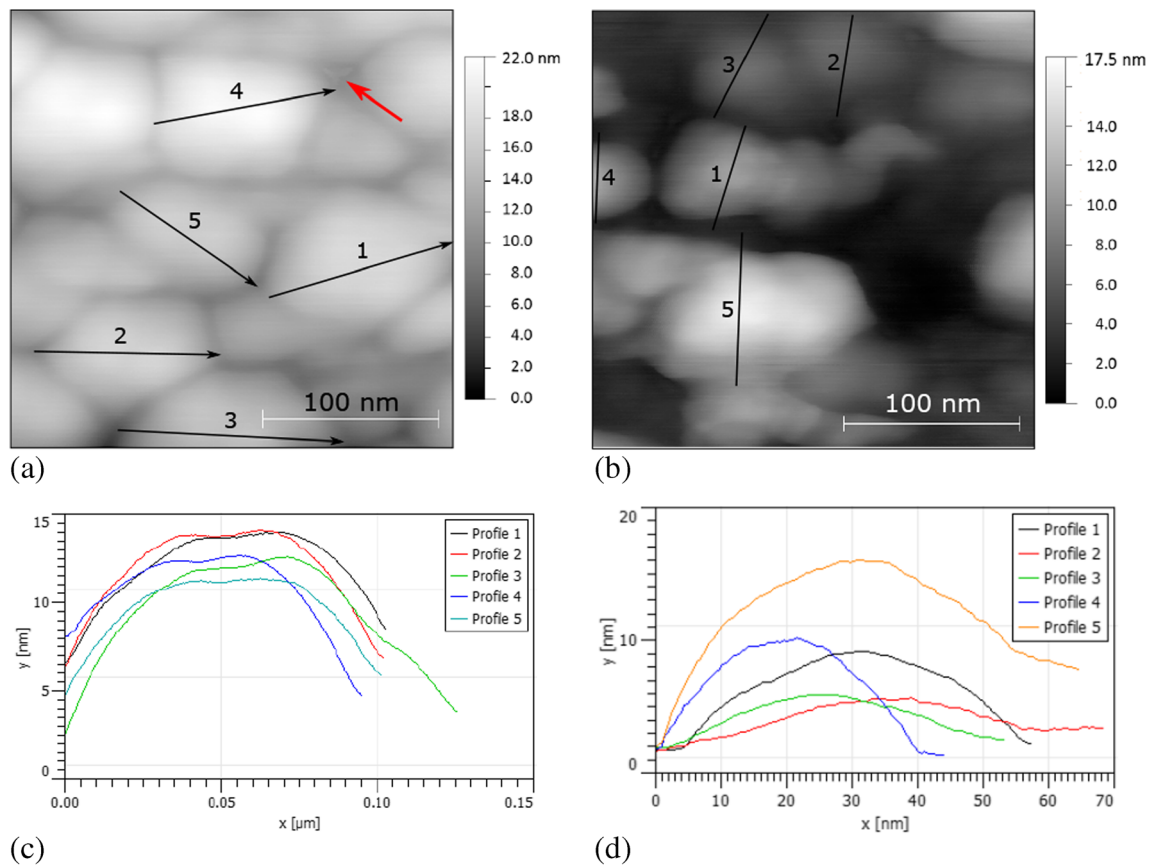 4
5
1
2
3
100 nm
22.0 nm
18.0
16.0
14.0
12.0
10.0
8.0
6.0
4.0
2.0
0.0
(a)
3
2
1
4
5
100 nm
17.5 nm
14.0
12.0
10.0
8.0
6.0
4.0
2.0
0.0
(b)
15
10
5
0
y [nm]
0.00
0.05
0.10
0.15
x [µm]
Profile 1
Profile 2
Profile 3
Profile 4
Profile 5
(c)
20
10
0
y [nm]
0
10
20
30
40
50
60
70
x [nm]
Profile 1
Profile 2
Profile 3
Profile 4
Profile 5
(d)